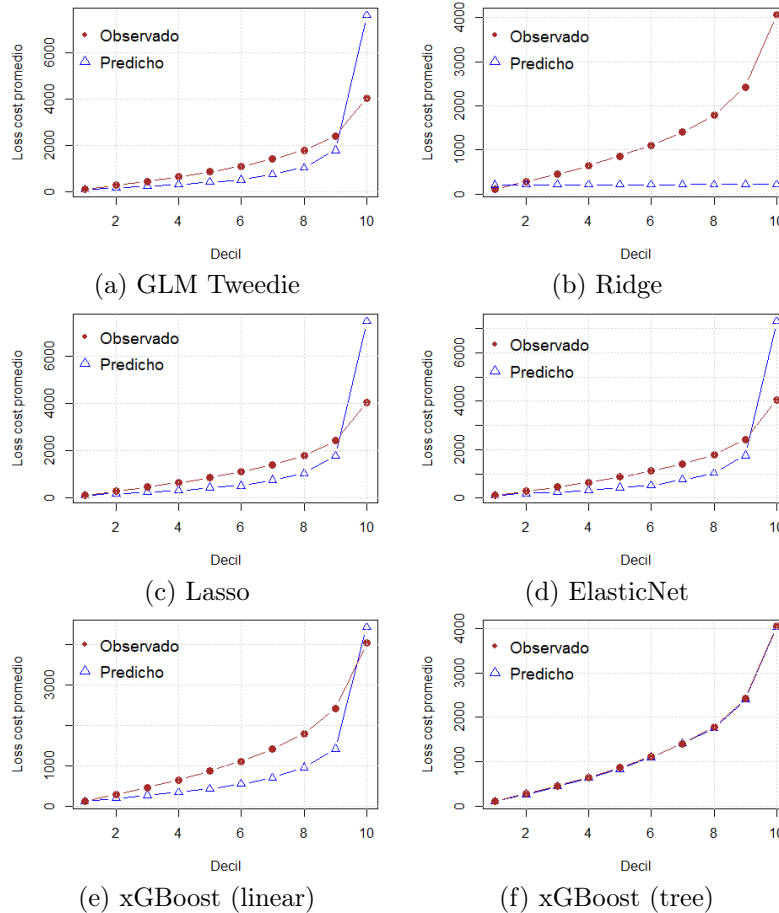 Loss cost promedio
0 2000 4000 6000
Observado
Predicho
2 4 6 8 10
Decil
(a) GLM Tweedie
Loss cost promedio
0 1000 2000 3000 4000
Observado
Predicho
2 4 6 8 10
Decil
(b) Ridge
Loss cost promedio
0 2000 4000 6000
Observado
Predicho
2 4 6 8 10
Decil
(c) Lasso
Loss cost promedio
0 2000 4000 6000
Observado
Predicho
2 4 6 8 10
Decil
(d) ElasticNet
Loss cost promedio
0 1000 3000
Observado
Predicho
2 4 6 8 10
Decil
(e) xGBoost (linear)
Loss cost promedio
0 1000 2000 3000 4000
Observado
Predicho
2 4 6 8 10
Decil
(f) xGBoost (tree)